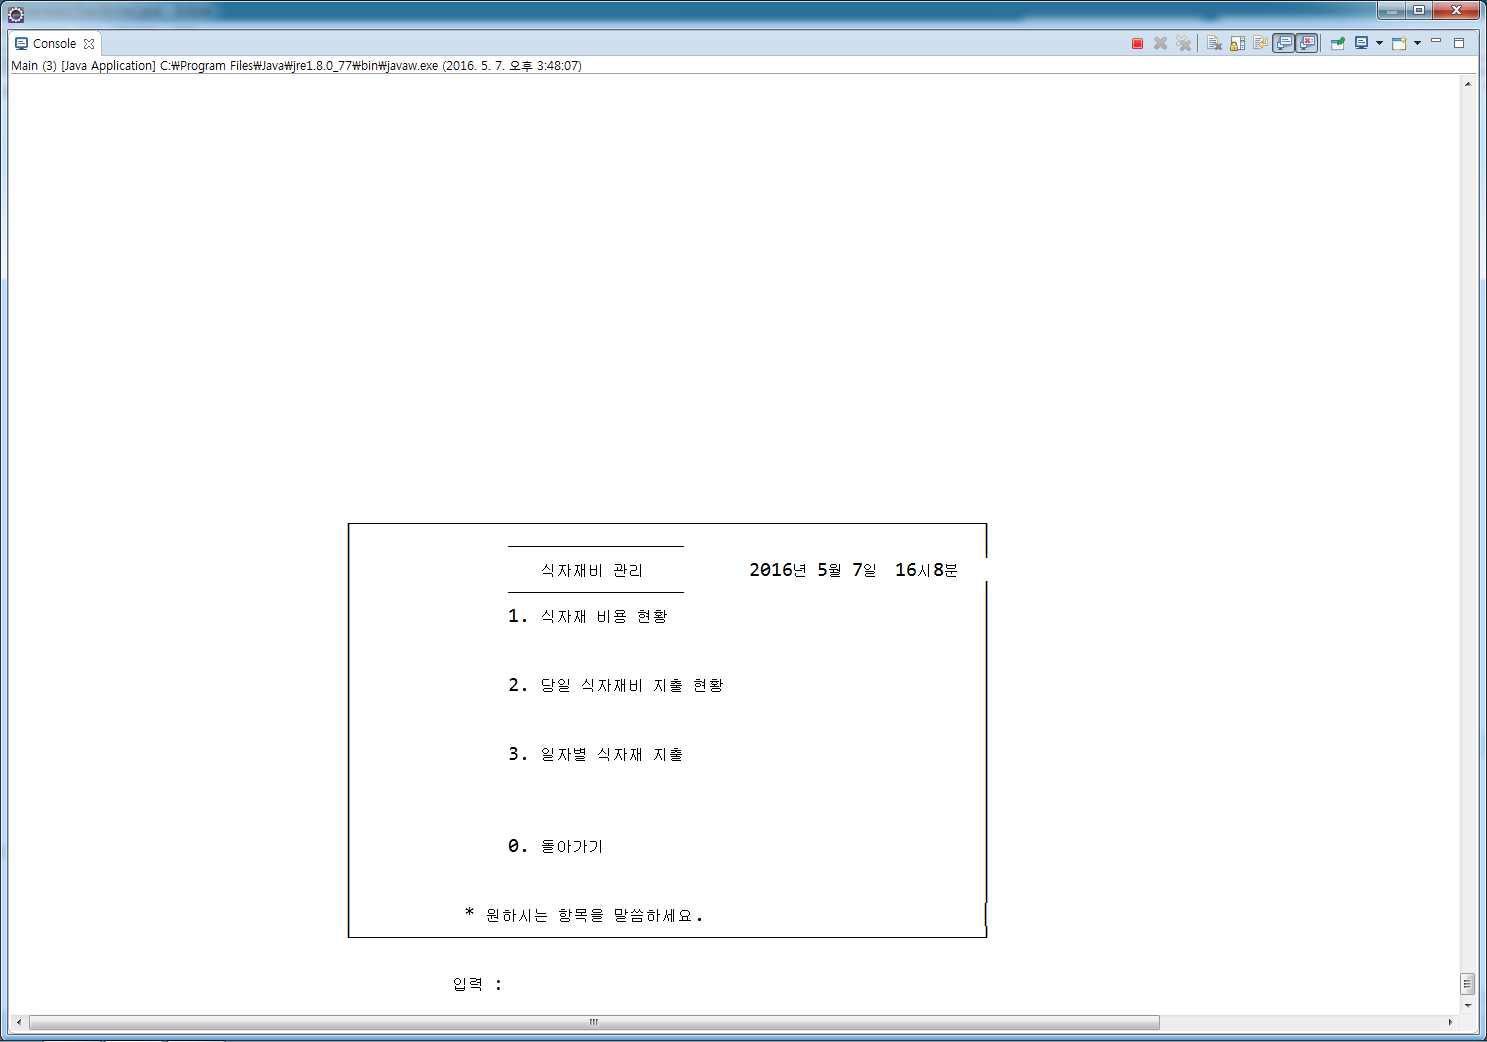 Console
Main (3) [Java Application] C:₩Program Files₩Java₩jre1.8.0_77₩bin₩javaw.exe (2016. 5. 7. 오후 3:48:07)
식자재비 관리 2016년 5월 7일 16시8분
1. 식자재 비용 현황
2. 당일 식자재비 지출 현황
3. 일자별 식자재 지출
0. 돌아가기
* 원하시는 항목을 말씀하세요.
입력 :